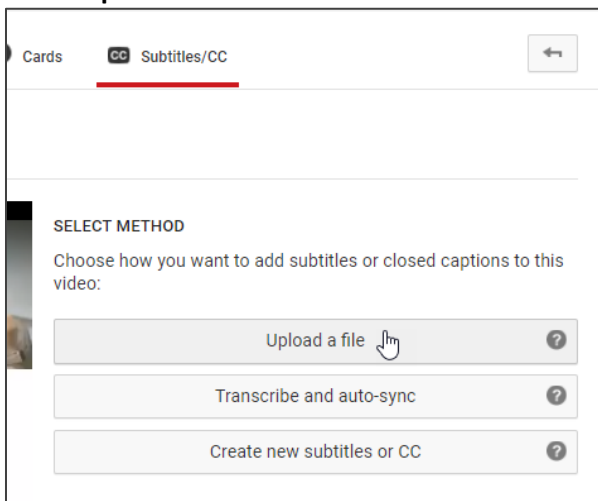 Cards CC Subtitles/CC
SELECT METHOD
Choose how you want to add subtitles or closed captions to this
video:
Upload a file ?
Transcribe and auto-sync ?
Create new subtitles or CC ?